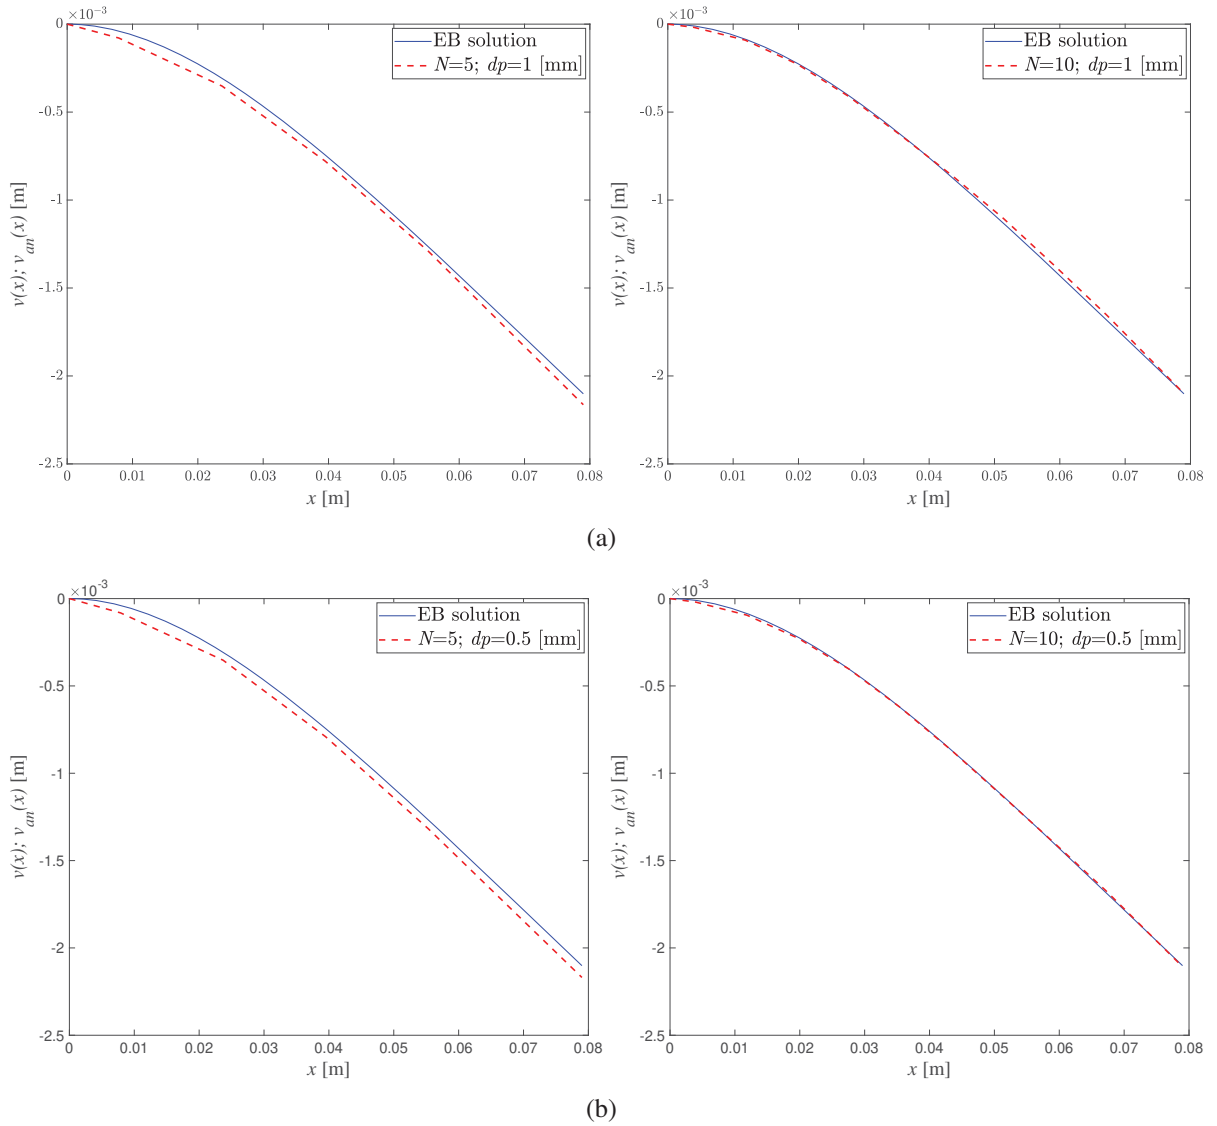 ×10⁻³
EB solution
N=5; dp=1 [mm]
0
-0.5
-1
-1.5
-2
-2.5
v(x); v_an(x) [m]
0 0.01 0.02 0.03 0.04 0.05 0.06 0.07 0.08
x [m]
×10⁻³
EB solution
N=10; dp=1 [mm]
0
-0.5
-1
-1.5
-2
-2.5
v(x); v_an(x) [m]
0 0.01 0.02 0.03 0.04 0.05 0.06 0.07 0.08
x [m]
(a)
×10⁻³
EB solution
N=5; dp=0.5 [mm]
0
-0.5
-1
-1.5
-2
-2.5
v(x); v_an(x) [m]
0 0.01 0.02 0.03 0.04 0.05 0.06 0.07 0.08
x [m]
×10⁻³
EB solution
N=10; dp=0.5 [mm]
0
-0.5
-1
-1.5
-2
-2.5
v(x); v_an(x) [m]
0 0.01 0.02 0.03 0.04 0.05 0.06 0.07 0.08
x [m]
(b)